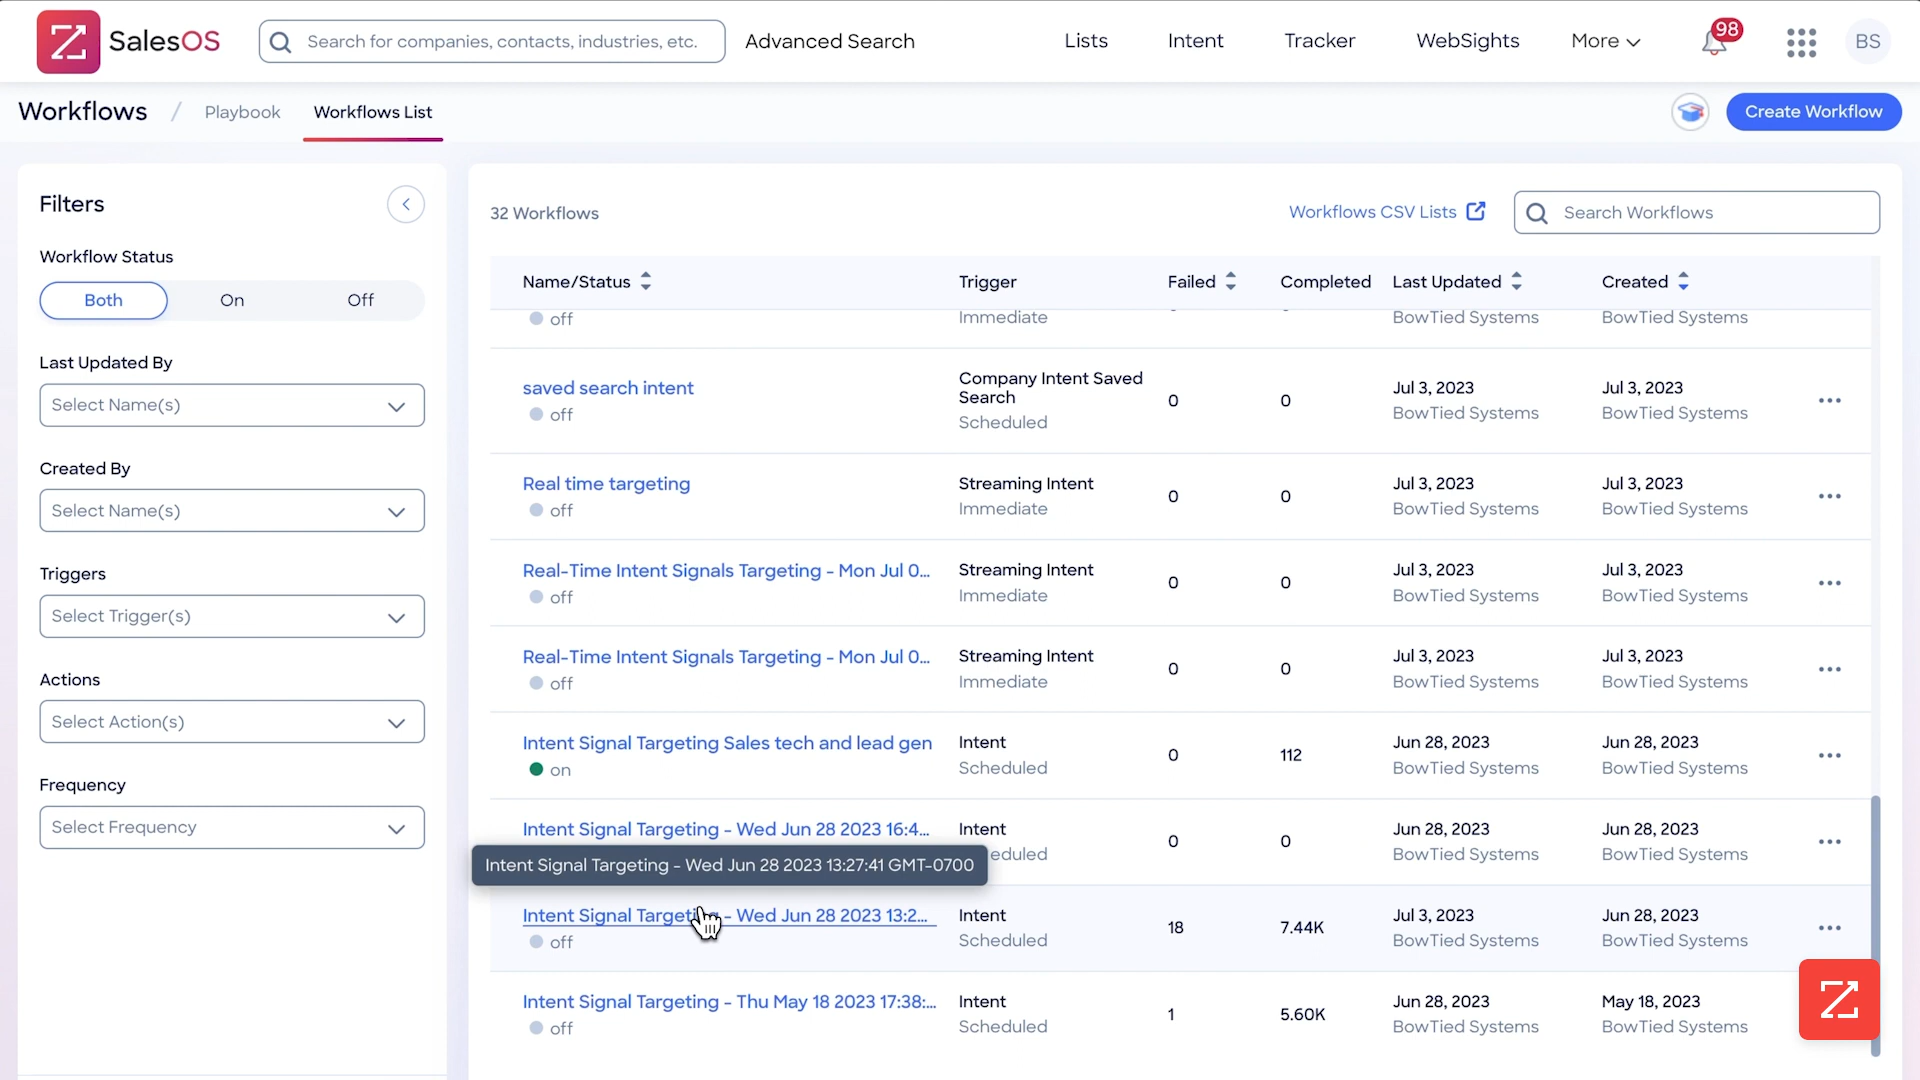 SalesOS
Search for companies, contacts, industries, etc.
Advanced Search
Lists
Intent
Tracker
WebSights
More
98
BS
Workflows / Playbook Workflows List
Create Workflow
Filters
Workflow Status
Both On Off
Last Updated By
Select Name(s)
Created By
Select Name(s)
Triggers
Select Trigger(s)
Actions
Select Action(s)
Frequency
Select Frequency
32 Workflows
Workflows CSV Lists
Search Workflows
Name/Status Trigger Failed Completed Last Updated Created
off Immediate BowTied Systems BowTied Systems
saved search intent
off
Company Intent Saved
Search
Scheduled
0 0
Jul 3, 2023 Jul 3, 2023
BowTied Systems BowTied Systems
Real time targeting Streaming Intent 0 0 Jul 3, 2023 Jul 3, 2023
off Immediate BowTied Systems BowTied Systems
Real-Time Intent Signals Targeting - Mon Jul 0... Streaming Intent 0 0 Jul 3, 2023 Jul 3, 2023
off Immediate BowTied Systems BowTied Systems
Real-Time Intent Signals Targeting - Mon Jul 0... Streaming Intent 0 0 Jul 3, 2023 Jul 3, 2023
off Immediate BowTied Systems BowTied Systems
Intent Signal Targeting Sales tech and lead gen Intent 0 112 Jun 28, 2023 Jun 28, 2023
on Scheduled BowTied Systems BowTied Systems
Intent Signal Targeting - Wed Jun 28 2023 16:4... Intent 0 0 Jun 28, 2023 Jun 28, 2023
eduled BowTied Systems BowTied Systems
Intent Signal Targeting - Wed Jun 28 2023 13:27:41 GMT-0700
Intent Signal Targeting - Wed Jun 28 2023 13:2... Intent 18 7.44K Jul 3, 2023 Jun 28, 2023
off Scheduled BowTied Systems BowTied Systems
Intent Signal Targeting - Thu May 18 2023 17:38:... Intent 1 5.60K Jun 28, 2023 May 18, 2023
off Scheduled BowTied Systems BowTied Systems